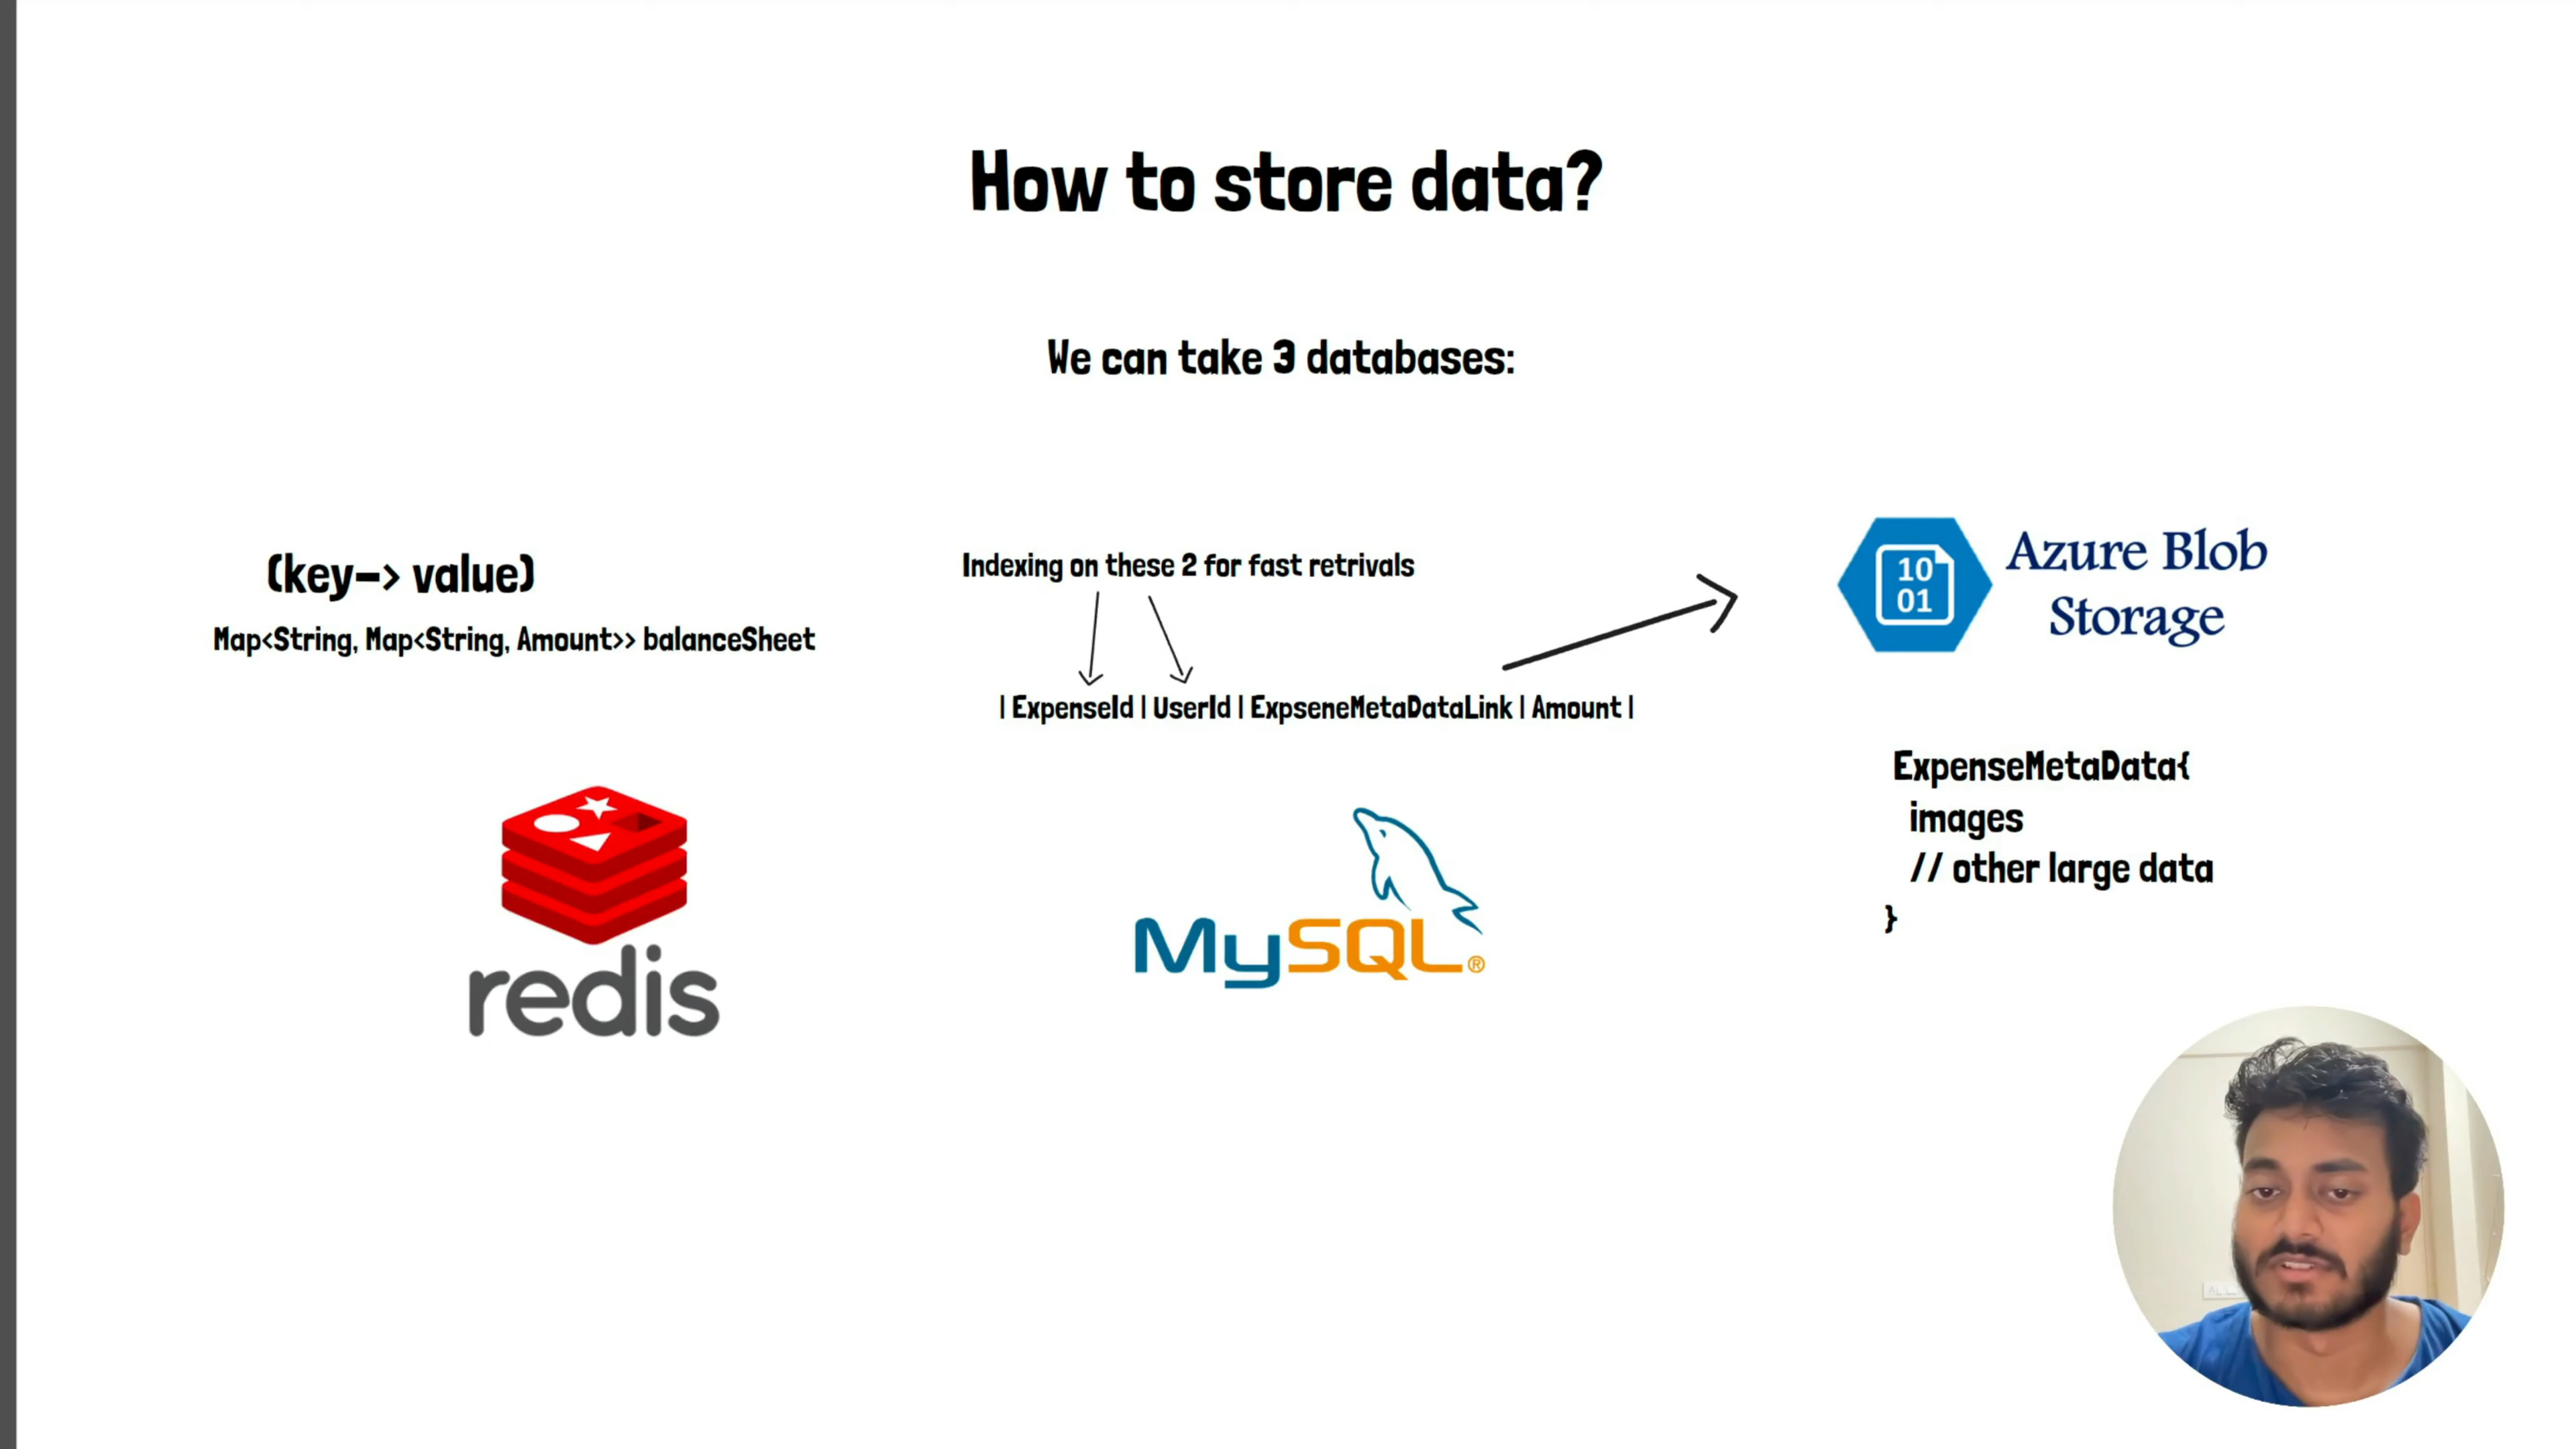 How to store data?
We can take 3 databases:
(key-> value)
Map<String, Map<String, Amount>> balanceSheet
redis
Indexing on these 2 for fast retrivals
| ExpenseId | UserId | ExpseneMetaDataLink | Amount |
MySQL®
10
01
Azure Blob
Storage
ExpenseMetaData{
images
// other large data
}